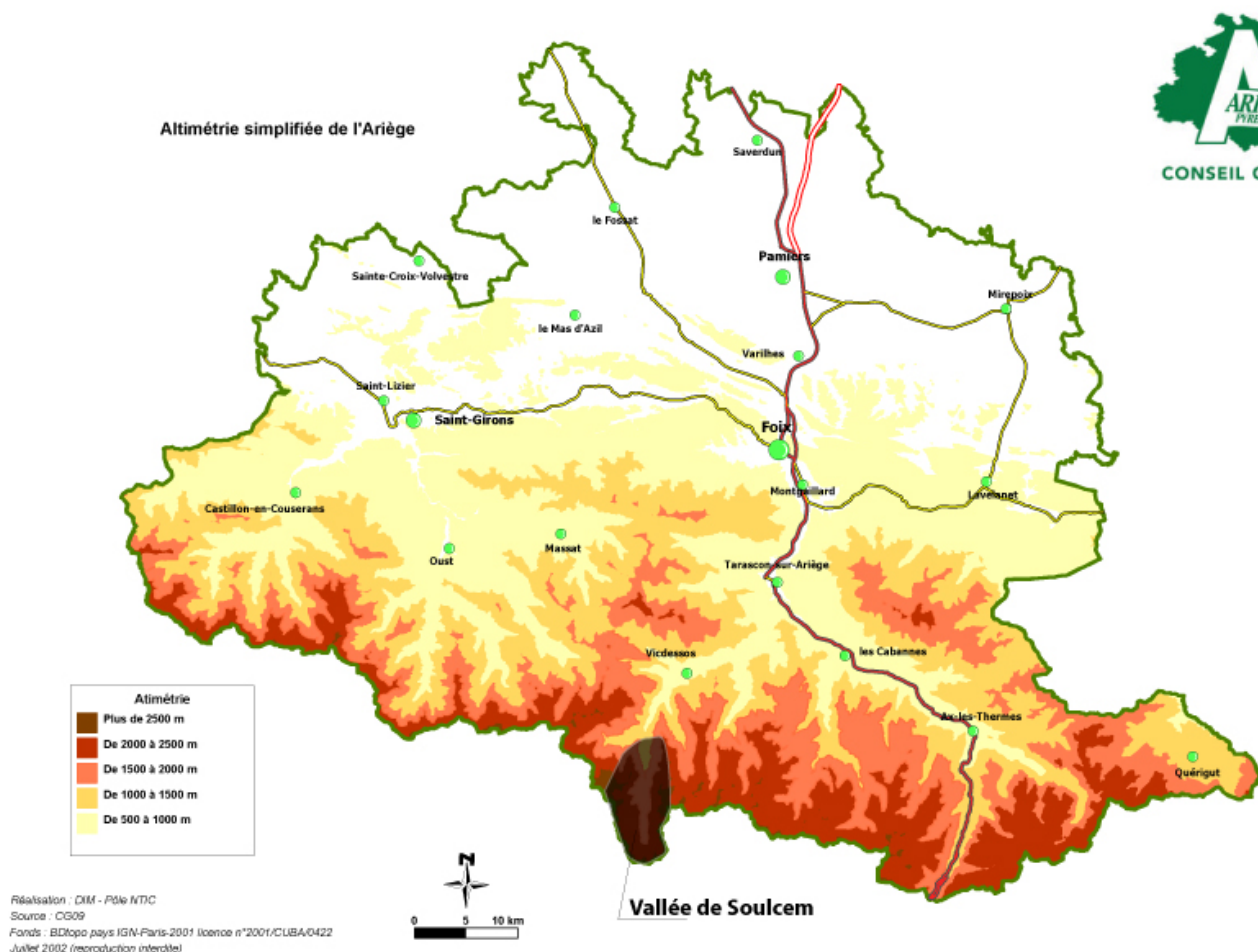 Altimétrie simplifiée de l'Ariège
A
PYRE
CONSEIL
Saverdun
le Fossat
Pamiers
Sainte-Croix-Volvestre
Mirepoix
le Mas d'Azil
Varilhes
Saint-Lizier
Saint-Girons
Foix
Montgaillard
Lavelanet
Castillon-en-Couserans
Massat
Oust
Tarascon-sur-Ariège
Vicdessos
les Cabannes
Ax-les-Thermes
Quérigut
Atimétrie
Plus de 2500 m
De 2000 à 2500 m
De 1500 à 2000 m
De 1000 à 1500 m
De 500 à 1000 m
N
0 5 10 km
Vallée de Soulcem
Réalisation : DIM - Pôle NTIC
Source : CG09
Fonds : BDtopo pays IGN-Paris-2001 licence n°2001/CUBA/0422
Juillet 2002 (reproduction interdite)